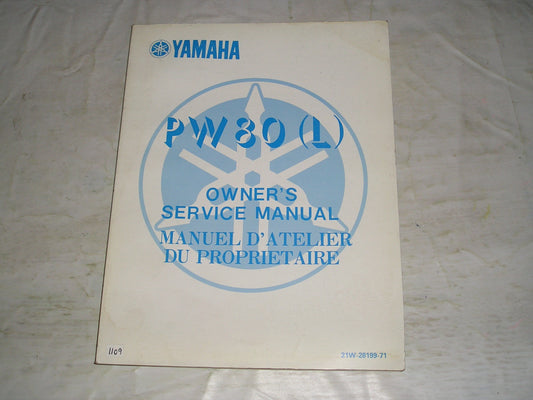 YAMAHA
PW80 (L)
OWNER'S
SERVICE MANUAL
MANUEL D'ATELIER
DU PROPRIETAIRE
1109
21W-28199-71